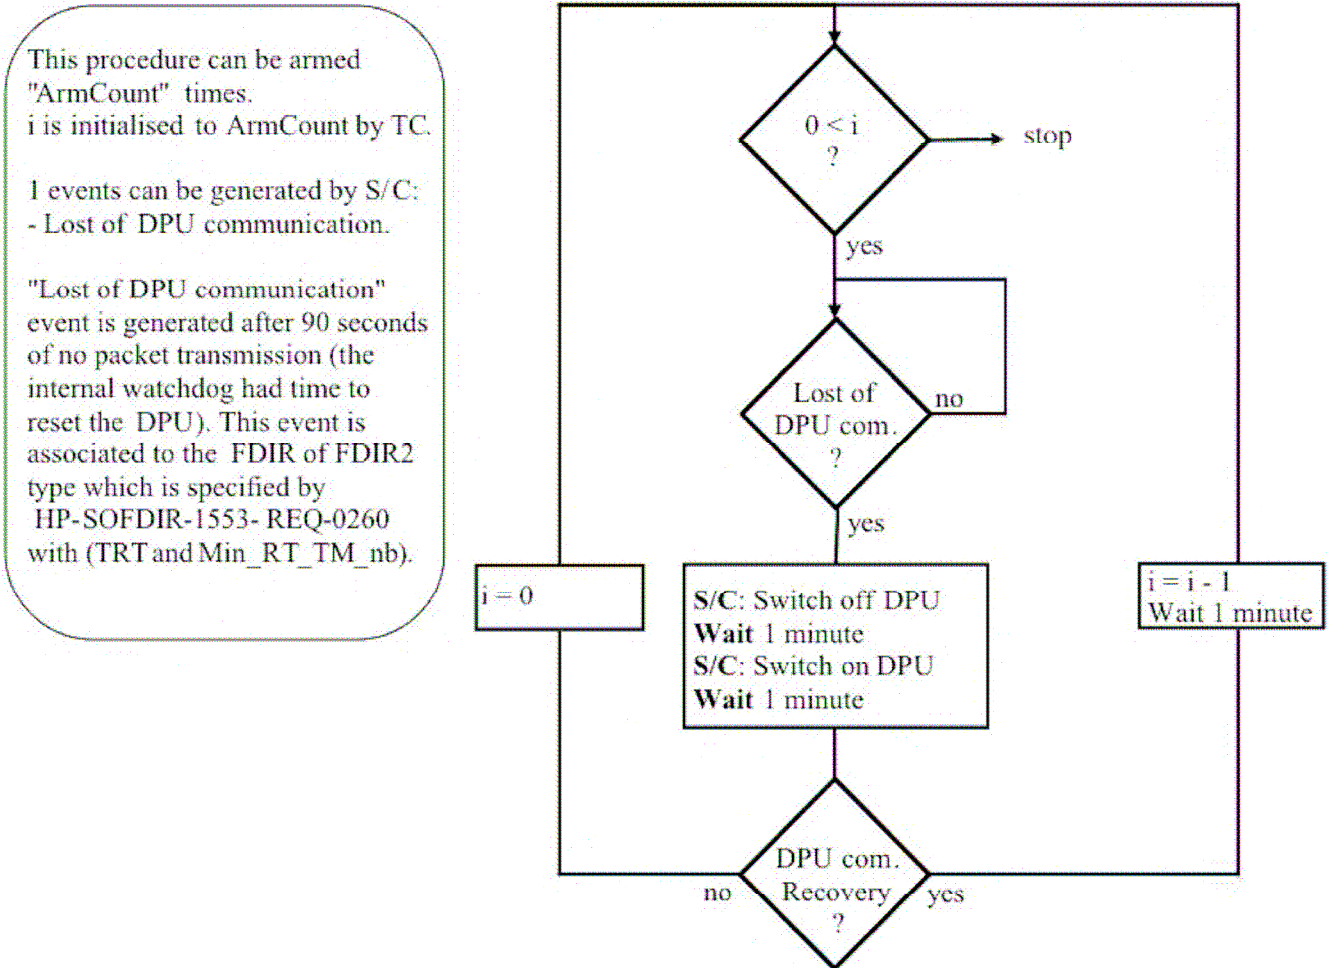 This procedure can be armed
"ArmCount" times.
i is initialised to ArmCount by TC.
1 events can be generated by S/C:
- Lost of DPU communication.
"Lost of DPU communication"
event is generated after 90 seconds
of no packet transmission (the
internal watchdog had time to
reset the DPU). This event is
associated to the FDIR of FDIR2
type which is specified by
HP-SOFDIR-1553- REQ-0260
with (TRT and Min_RT_TM_nb).
0 < i
?
stop
yes
Lost of
DPU com.
?
no
yes
i = 0
S/C: Switch off DPU
Wait 1 minute
S/C: Switch on DPU
Wait 1 minute
i = i - 1
Wait 1 minute
DPU com.
Recovery
?
no
yes